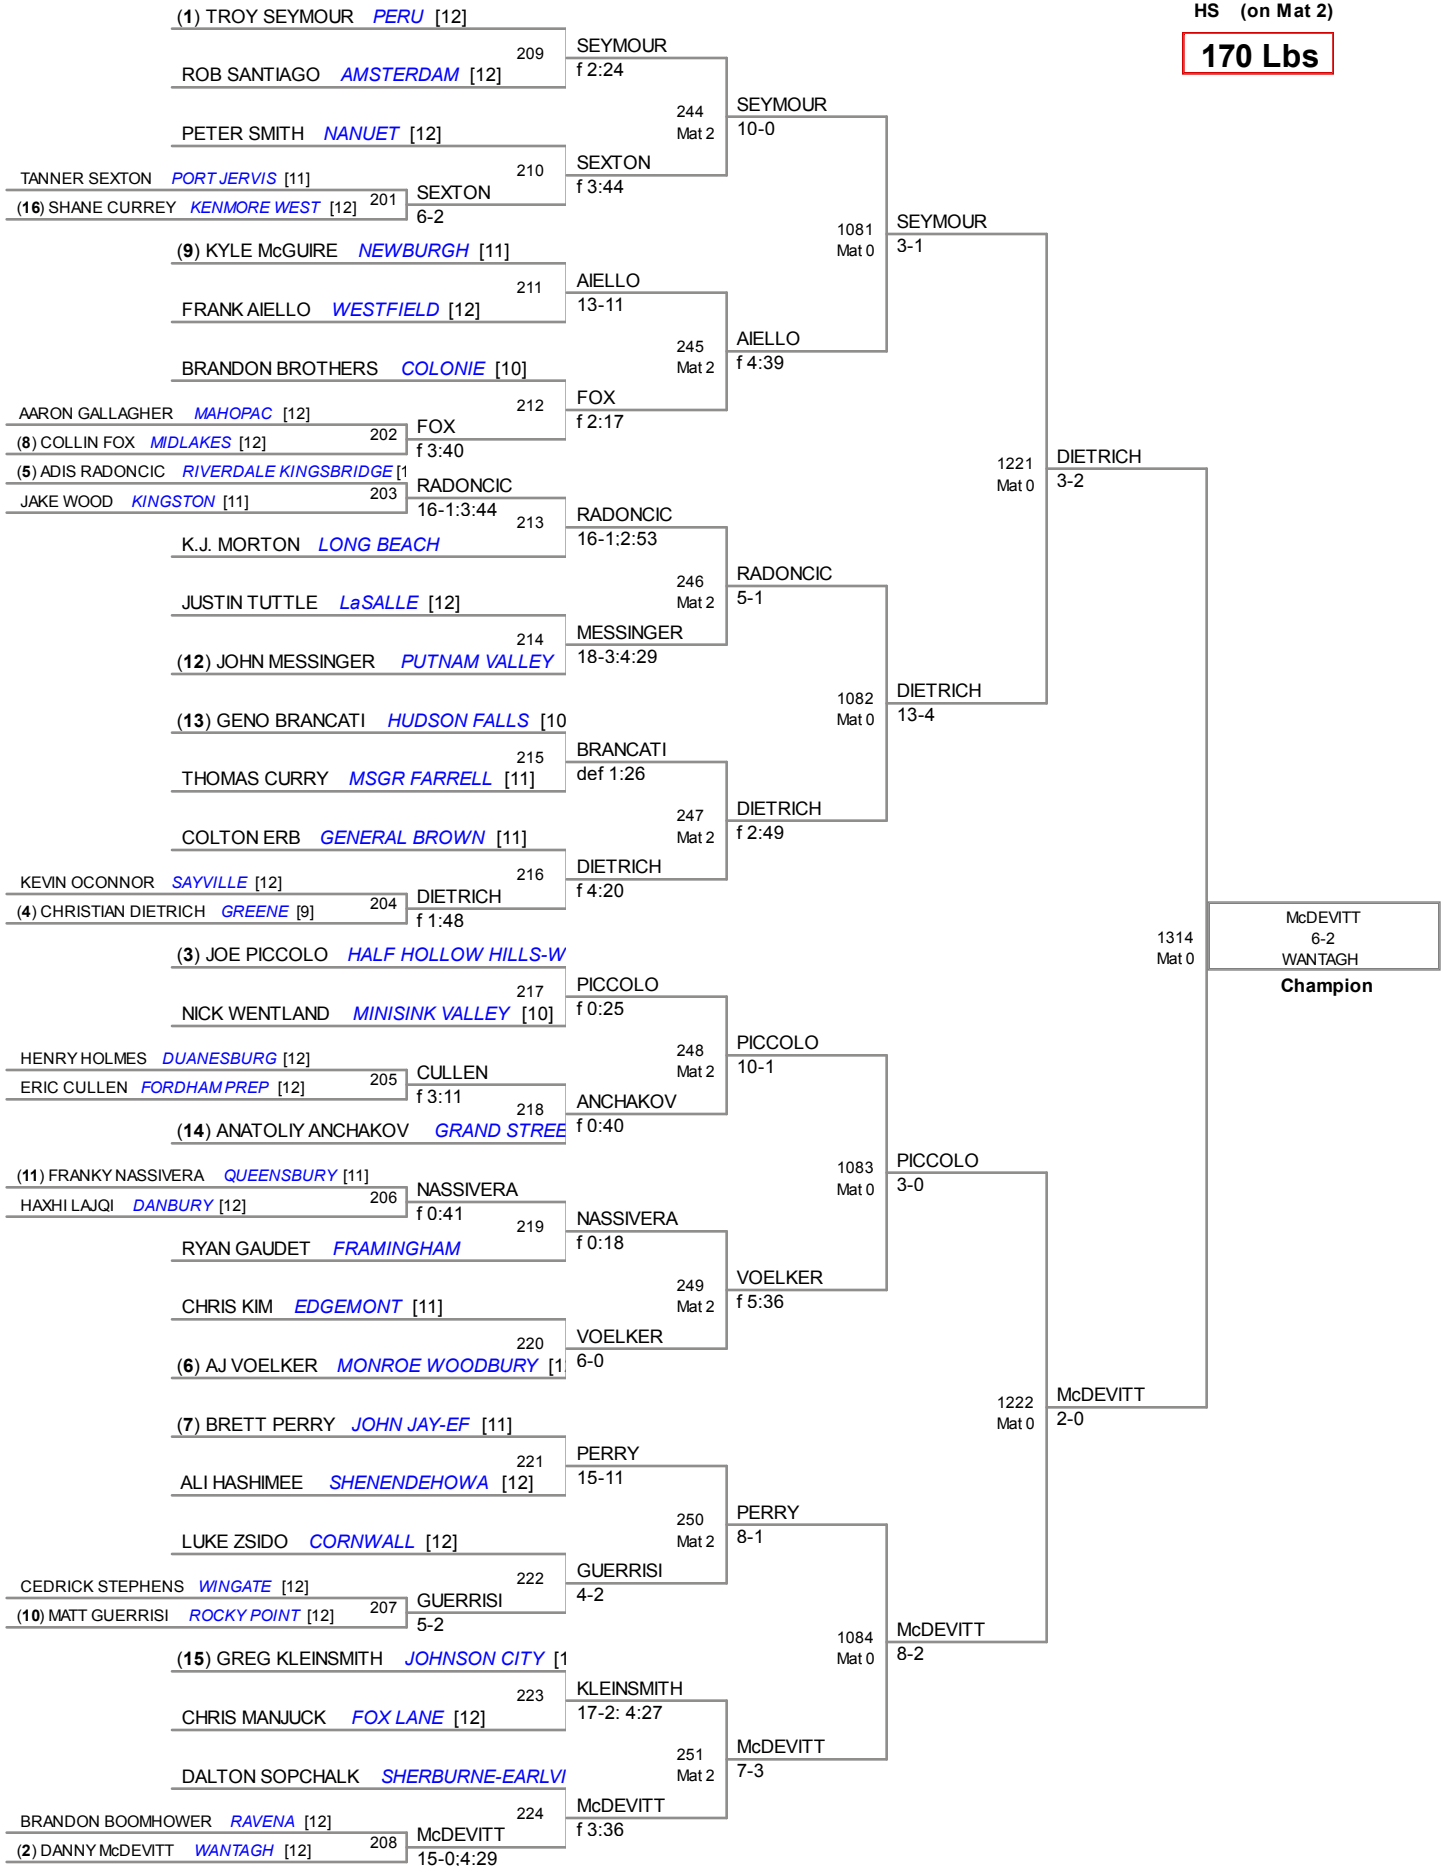 HS (on Mat 2)
170 Lbs
(1) TROY SEYMOUR PERU [12]
209
SEYMOUR
f 2:24
ROB SANTIAGO AMSTERDAM [12]
244
Mat 2
SEYMOUR
10-0
PETER SMITH NANUET [12]
210
SEXTON
f 3:44
TANNER SEXTON PORT JERVIS [11]
201
SEXTON
6-2
(16) SHANE CURREY KENMORE WEST [12]
1081
Mat 0
SEYMOUR
3-1
(9) KYLE McGUIRE NEWBURGH [11]
211
AIELLO
13-11
FRANK AIELLO WESTFIELD [12]
245
Mat 2
AIELLO
f 4:39
BRANDON BROTHERS COLONIE [10]
212
FOX
f 2:17
AARON GALLAGHER MAHOPAC [12]
202
FOX
f 3:40
(8) COLLIN FOX MIDLAKES [12]
1221
Mat 0
DIETRICH
3-2
(5) ADIS RADONCIC RIVERDALE KINGSBRIDGE [1
203
RADONCIC
16-1:3:44
JAKE WOOD KINGSTON [11]
213
RADONCIC
16-1;2:53
K.J. MORTON LONG BEACH
246
Mat 2
RADONCIC
5-1
JUSTIN TUTTLE LaSALLE [12]
214
MESSINGER
18-3:4:29
(12) JOHN MESSINGER PUTNAM VALLEY
1082
Mat 0
DIETRICH
13-4
(13) GENO BRANCATI HUDSON FALLS [10
215
BRANCATI
def 1:26
THOMAS CURRY MSGR FARRELL [11]
247
Mat 2
DIETRICH
f 2:49
COLTON ERB GENERAL BROWN [11]
216
DIETRICH
f 4:20
KEVIN OCONNOR SAYVILLE [12]
204
DIETRICH
f 1:48
(4) CHRISTIAN DIETRICH GREENE [9]
1314
Mat 0
McDEVITT
6-2
WANTAGH
Champion
(3) JOE PICCOLO HALF HOLLOW HILLS-W
217
PICCOLO
f 0:25
NICK WENTLAND MINISINK VALLEY [10]
248
Mat 2
PICCOLO
10-1
HENRY HOLMES DUANESBURG [12]
205
CULLEN
f 3:11
ERIC CULLEN FORDHAM PREP [12]
218
ANCHAKOV
f 0:40
(14) ANATOLIY ANCHAKOV GRAND STREE
1083
Mat 0
PICCOLO
3-0
(11) FRANKY NASSIVERA QUEENSBURY [11]
206
NASSIVERA
f 0:41
HAXHI LAJQI DANBURY [12]
219
NASSIVERA
f 0:18
RYAN GAUDET FRAMINGHAM
249
Mat 2
VOELKER
f 5:36
CHRIS KIM EDGEMONT [11]
220
VOELKER
6-0
(6) AJ VOELKER MONROE WOODBURY [1
1222
Mat 0
McDEVITT
2-0
(7) BRETT PERRY JOHN JAY-EF [11]
221
PERRY
15-11
ALI HASHIMEE SHENENDEHOWA [12]
250
Mat 2
PERRY
8-1
LUKE ZSIDO CORNWALL [12]
222
GUERRISI
4-2
CEDRICK STEPHENS WINGATE [12]
207
GUERRISI
5-2
(10) MATT GUERRISI ROCKY POINT [12]
1084
Mat 0
McDEVITT
8-2
(15) GREG KLEINSMITH JOHNSON CITY [1
223
KLEINSMITH
17-2: 4:27
CHRIS MANJUCK FOX LANE [12]
251
Mat 2
McDEVITT
7-3
DALTON SOPCHALK SHERBURNE-EARLVI
224
McDEVITT
f 3:36
BRANDON BOOMHOWER RAVENA [12]
208
McDEVITT
15-0;4:29
(2) DANNY McDEVITT WANTAGH [12]